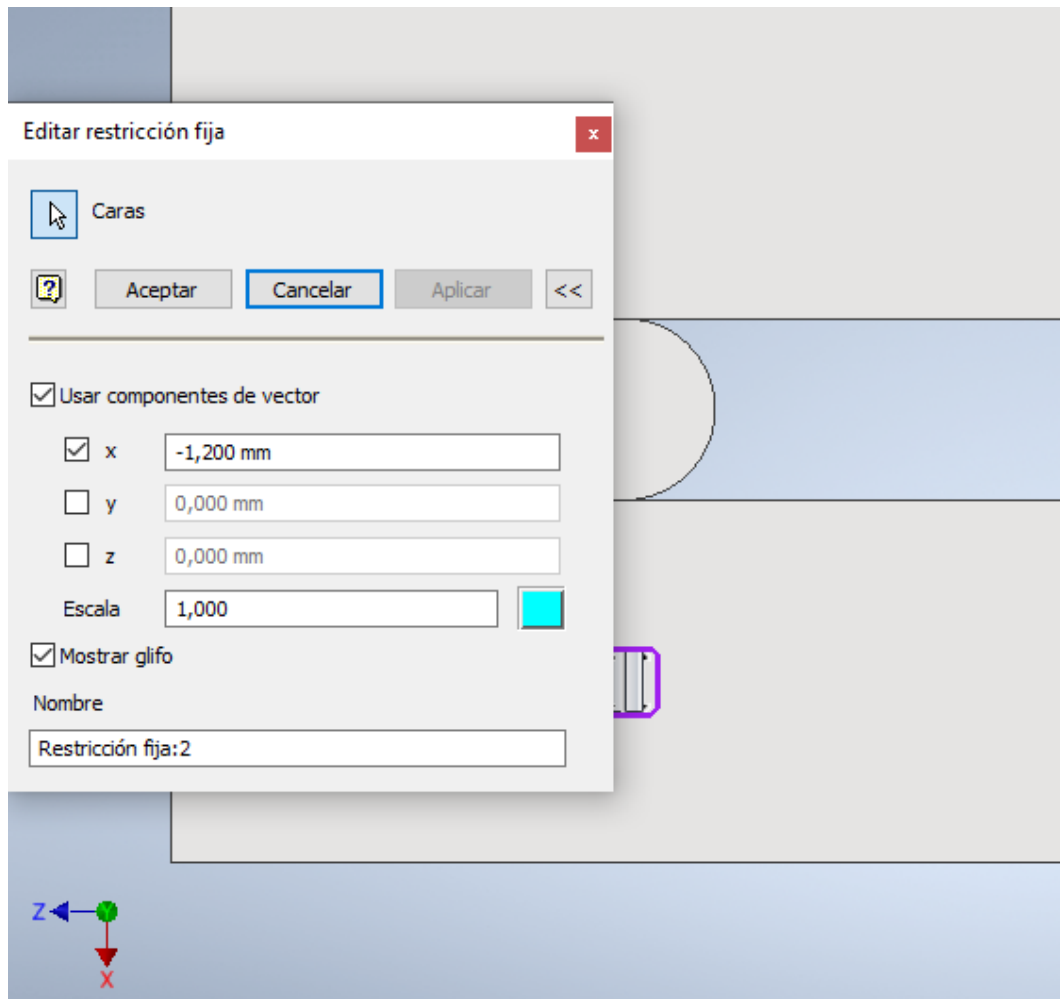 Editar restricción fija
x
Caras
Aceptar Cancelar Aplicar <<
Usar componentes de vector
x -1,200 mm
y 0,000 mm
z 0,000 mm
Escala 1,000
Mostrar glifo
Nombre
Restricción fija:2
Z Y
X